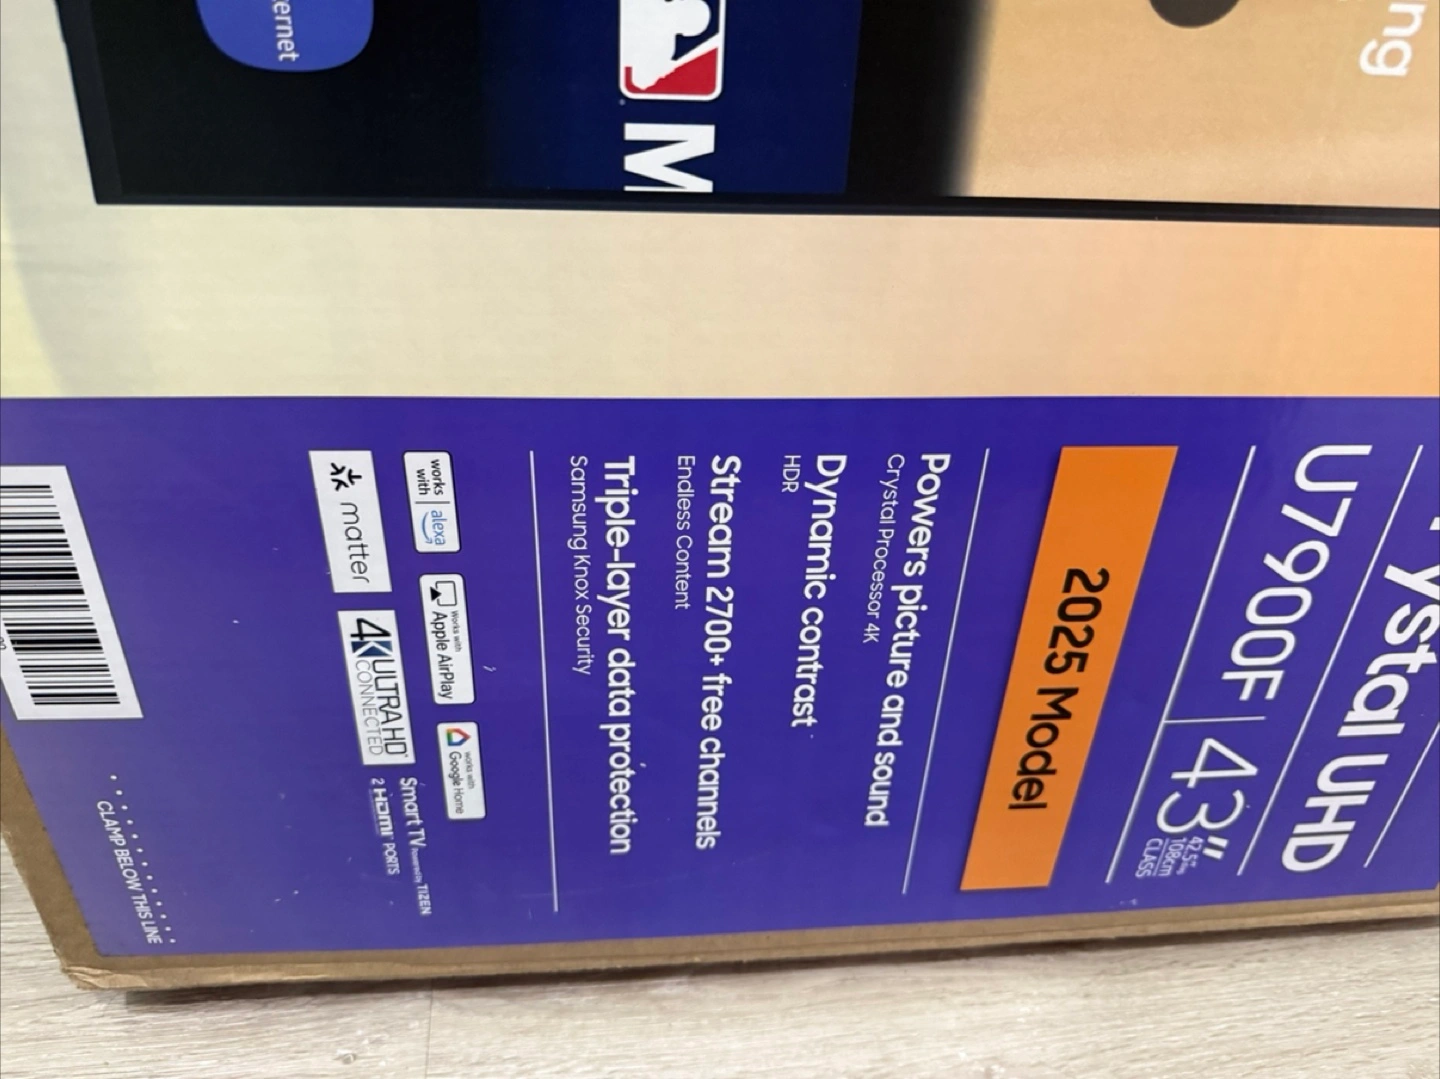 ernet
M
ng
ystal UHD
U7900F | 43"
42.5"
108cm
CLASS
2025 Model
Powers picture and sound
Crystal Processor 4K
Dynamic contrast
HDR
Stream 2700+ free channels
Endless Content
Triple-layer data protection
Samsung Knox Security
works with | alexa
Works with
Apple AirPlay
works with
Google Home
matter
4K ULTRA HD
CONNECTED
Smart TV Powered by TIZEN
2 HDMI PORTS
CLAMP BELOW THIS LINE